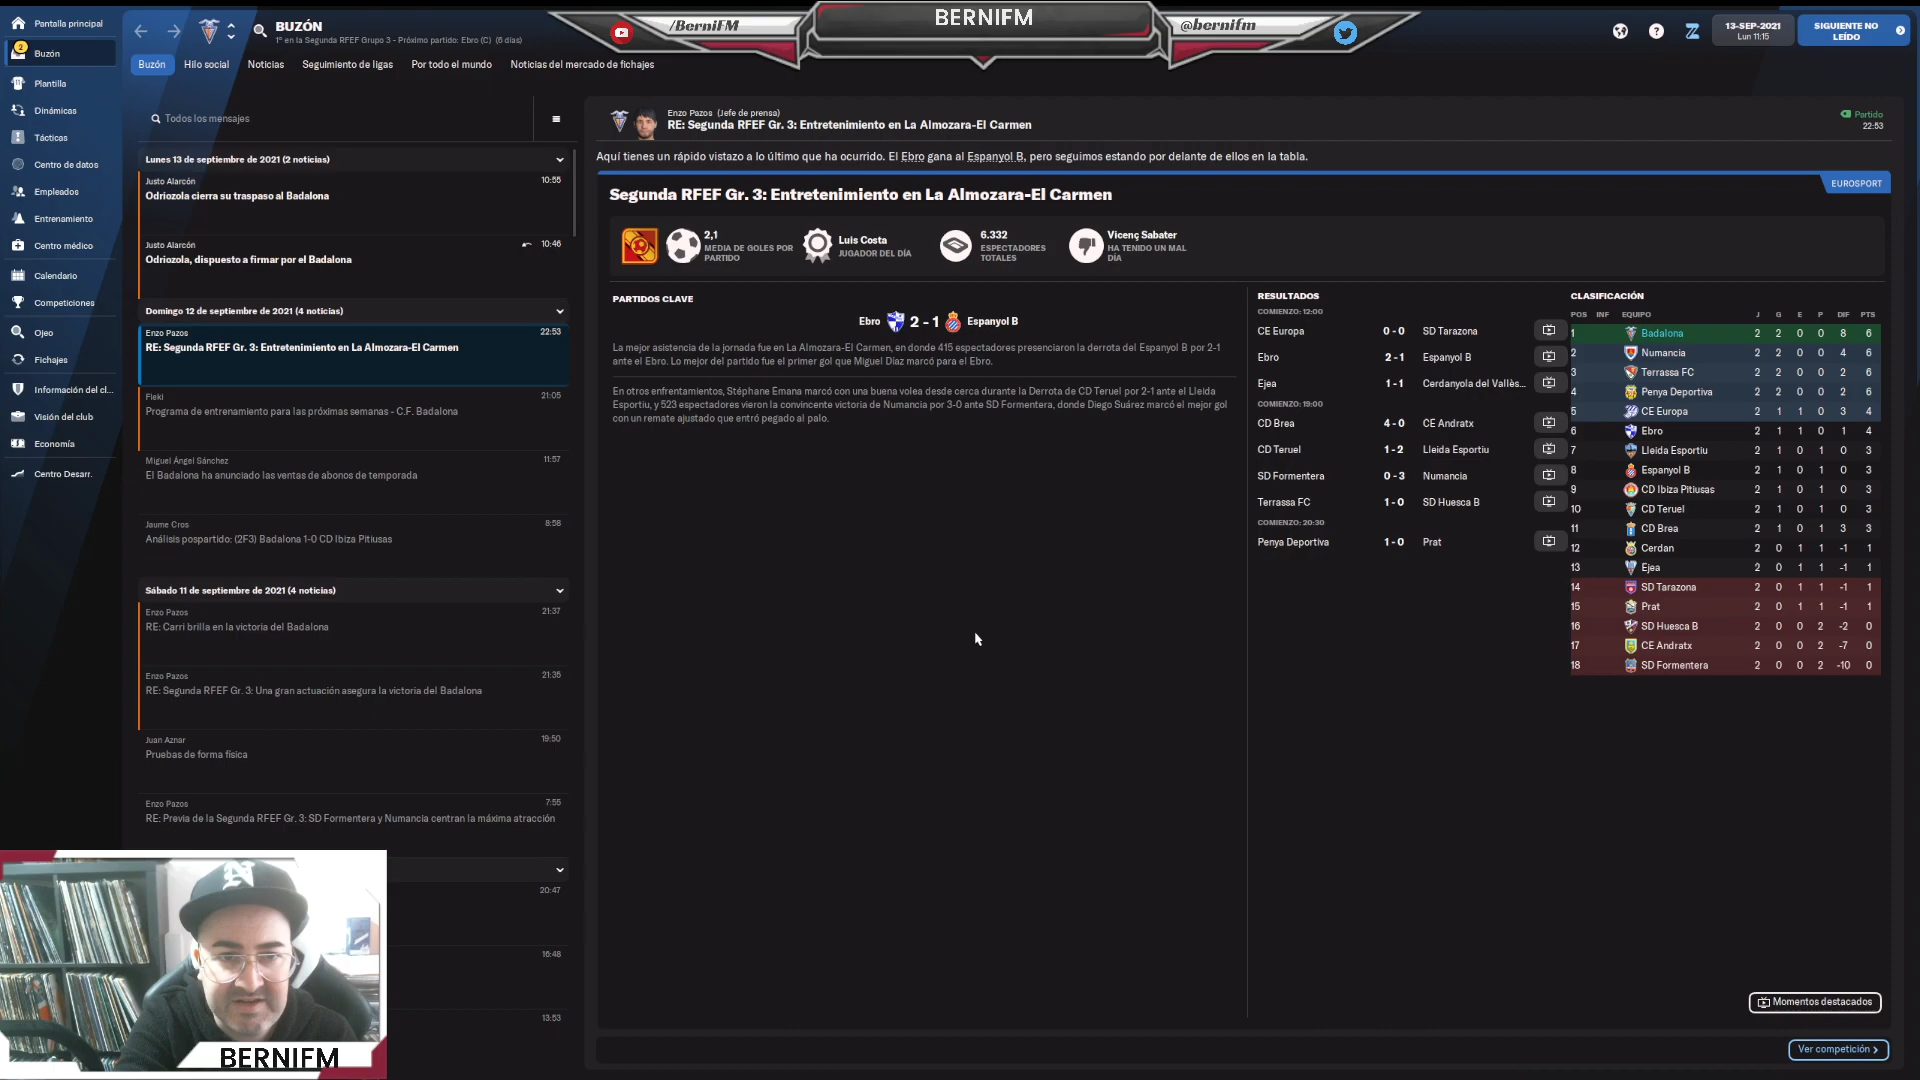 Pantalla principal
2
Buzón
Plantilla
Dinámicas
Tácticas
Centro de datos
Empleados
Entrenamiento
Centro médico
Calendario
Competiciones
Ojeo
Fichajes
Información del cl...
Visión del club
Economía
Centro Desarr.
BUZÓN
1º en la Segunda RFEF Grupo 3 - Próximo partido: Ebro (C) (6 días)
/BerniFM
BERNIFM
@bernifm
13-SEP-2021
Lun 11:15
SIGUIENTE NO LEÍDO
Buzón
Hilo social
Noticias
Seguimiento de ligas
Por todo el mundo
Noticias del mercado de fichajes
Todos los mensajes
Lunes 13 de septiembre de 2021 (2 noticias)
Justo Alarcón 10:55
Odriozola cierra su traspaso al Badalona
Justo Alarcón 10:46
Odriozola, dispuesto a firmar por el Badalona
Domingo 12 de septiembre de 2021 (4 noticias)
Enzo Pazos 22:53
RE: Segunda RFEF Gr. 3: Entretenimiento en La Almozara-El Carmen
Fleki 21:05
Programa de entrenamiento para las próximas semanas - C.F. Badalona
Miguel Ángel Sánchez 11:57
El Badalona ha anunciado las ventas de abonos de temporada
Jaume Cros 8:58
Análisis pospartido: (2F3) Badalona 1-0 CD Ibiza Pitiusas
Sábado 11 de septiembre de 2021 (4 noticias)
Enzo Pazos 21:37
RE: Carri brilla en la victoria del Badalona
Enzo Pazos 21:35
RE: Segunda RFEF Gr. 3: Una gran actuación asegura la victoria del Badalona
Juan Aznar 19:50
Pruebas de forma física
Enzo Pazos 7:55
RE: Previa de la Segunda RFEF Gr. 3: SD Formentera y Numancia centran la máxima atracción
20:47
16:48
13:53
BERNIFM
Enzo Pazos (Jefe de prensa)
RE: Segunda RFEF Gr. 3: Entretenimiento en La Almozara-El Carmen
Partido
22:53
Aquí tienes un rápido vistazo a lo último que ha ocurrido. El Ebro gana al Espanyol B, pero seguimos estando por delante de ellos en la tabla.
EUROSPORT
Segunda RFEF Gr. 3: Entretenimiento en La Almozara-El Carmen
2,1
MEDIA DE GOLES POR PARTIDO
Luis Costa
JUGADOR DEL DÍA
6.332
ESPECTADORES TOTALES
Vicenç Sabater
HA TENIDO UN MAL DÍA
PARTIDOS CLAVE
Ebro 2 - 1 Espanyol B
La mejor asistencia de la jornada fue en La Almozara-El Carmen, en donde 415 espectadores presenciaron la derrota del Espanyol B por 2-1
ante el Ebro. Lo mejor del partido fue el primer gol que Miguel Díaz marcó para el Ebro.
En otros enfrentamientos, Stéphane Emana marcó con una buena volea desde cerca durante la Derrota de CD Teruel por 2-1 ante el Lleida
Esportiu, y 523 espectadores vieron la convincente victoria de Numancia por 3-0 ante SD Formentera, donde Diego Suárez marcó el mejor gol
con un remate ajustado que entró pegado al palo.
RESULTADOS
COMIENZO: 12:00
CE Europa 0 - 0 SD Tarazona
Ebro 2 - 1 Espanyol B
Ejea 1 - 1 Cerdanyola del Vallès...
COMIENZO: 19:00
CD Brea 4 - 0 CE Andratx
CD Teruel 1 - 2 Lleida Esportiu
SD Formentera 0 - 3 Numancia
Terrassa FC 1 - 0 SD Huesca B
COMIENZO: 20:30
Penya Deportiva 1 - 0 Prat
CLASIFICACIÓN
POS INF EQUIPO J G E P DIF PTS
1 Badalona 2 2 0 0 8 6
2 Numancia 2 2 0 0 4 6
3 Terrassa FC 2 2 0 0 2 6
4 Penya Deportiva 2 2 0 0 2 6
5 CE Europa 2 1 1 0 3 4
6 Ebro 2 1 1 0 1 4
7 Lleida Esportiu 2 1 0 1 0 3
8 Espanyol B 2 1 0 1 0 3
9 CD Ibiza Pitiusas 2 1 0 1 0 3
10 CD Teruel 2 1 0 1 0 3
11 CD Brea 2 1 0 1 3 3
12 Cerdan 2 0 1 1 -1 1
13 Ejea 2 0 1 1 -1 1
14 SD Tarazona 2 0 1 1 -1 1
15 Prat 2 0 1 1 -1 1
16 SD Huesca B 2 0 0 2 -2 0
17 CE Andratx 2 0 0 2 -7 0
18 SD Formentera 2 0 0 2 -10 0
Momentos destacados
Ver competición